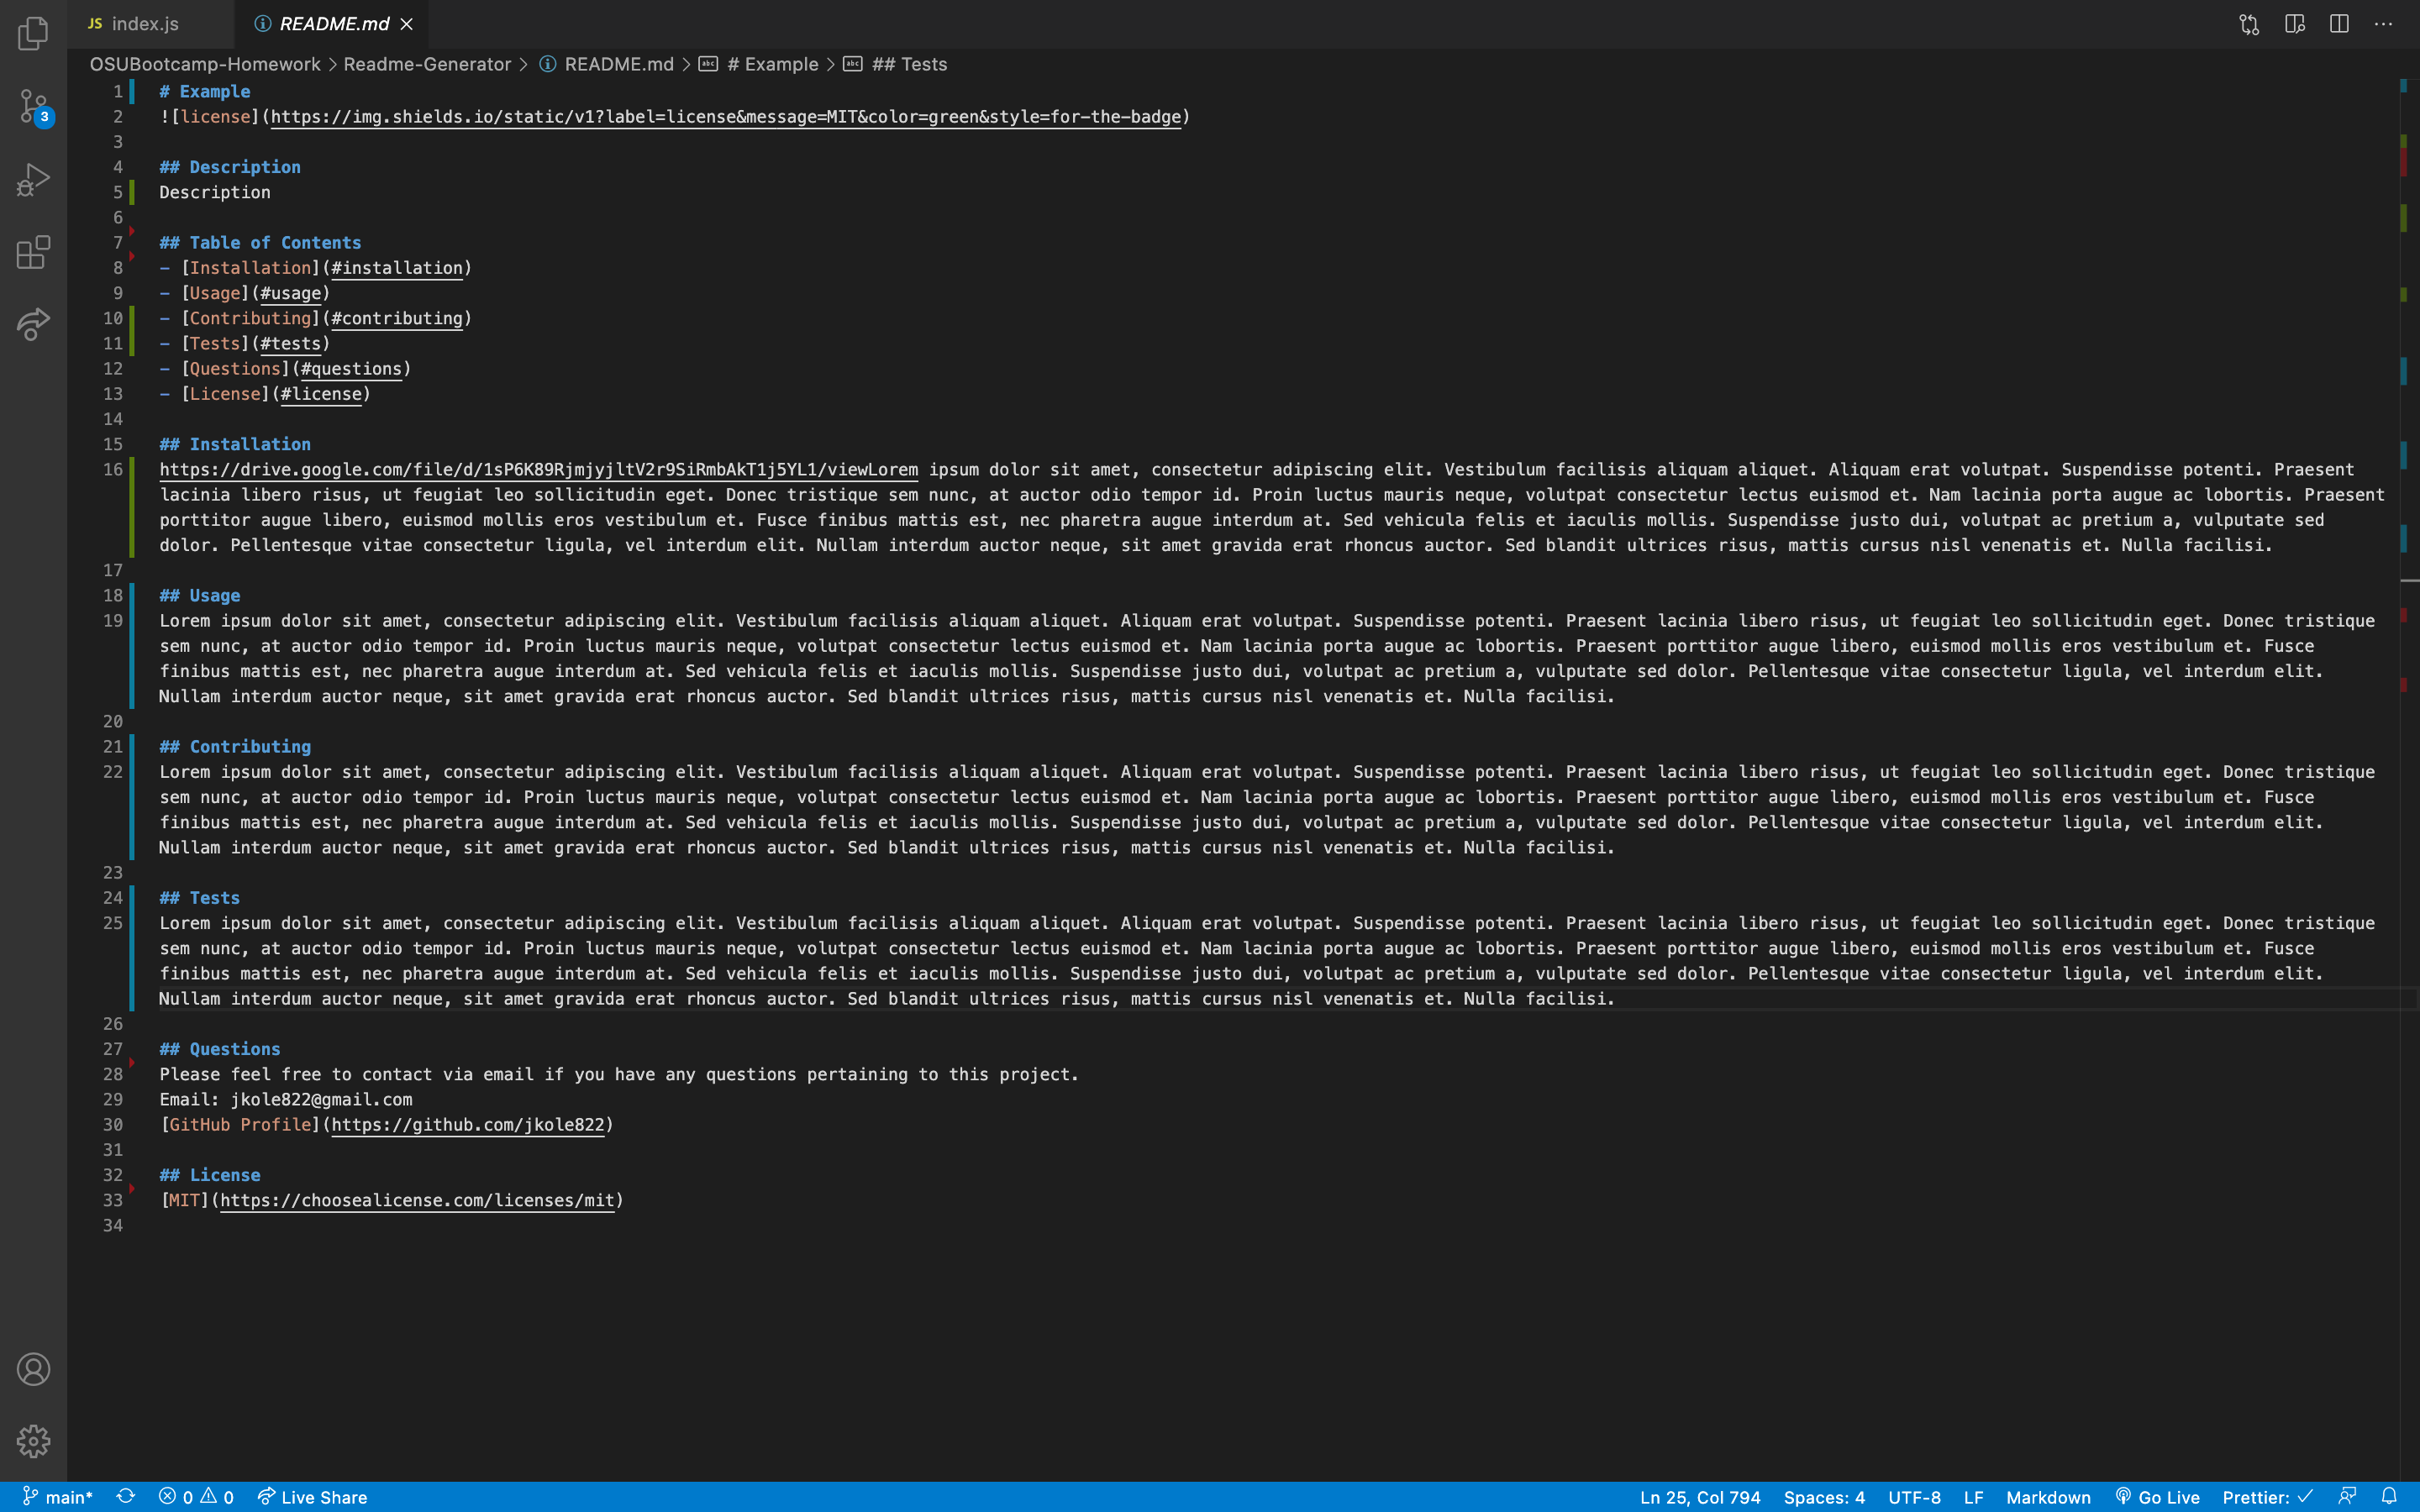 JS index.js README.md
OSUBootcamp-Homework > Readme-Generator > README.md > # Example > ## Tests
1 # Example
2 ![license](https://img.shields.io/static/v1?label=license&message=MIT&color=green&style=for-the-badge)
3
3
4 ## Description
5 Description
6
7 ## Table of Contents
8 - [Installation](#installation)
9 - [Usage](#usage)
10 - [Contributing](#contributing)
11 - [Tests](#tests)
12 - [Questions](#questions)
13 - [License](#license)
14
15 ## Installation
16 https://drive.google.com/file/d/1sP6K89RjmjyjltV2r9SiRmbAkT1j5YL1/viewLorem ipsum dolor sit amet, consectetur adipiscing elit. Vestibulum facilisis aliquam aliquet. Aliquam erat volutpat. Suspendisse potenti. Praesent
lacinia libero risus, ut feugiat leo sollicitudin eget. Donec tristique sem nunc, at auctor odio tempor id. Proin luctus mauris neque, volutpat consectetur lectus euismod et. Nam lacinia porta augue ac lobortis. Praesent
porttitor augue libero, euismod mollis eros vestibulum et. Fusce finibus mattis est, nec pharetra augue interdum at. Sed vehicula felis et iaculis mollis. Suspendisse justo dui, volutpat ac pretium a, vulputate sed
dolor. Pellentesque vitae consectetur ligula, vel interdum elit. Nullam interdum auctor neque, sit amet gravida erat rhoncus auctor. Sed blandit ultrices risus, mattis cursus nisl venenatis et. Nulla facilisi.
17
18 ## Usage
19 Lorem ipsum dolor sit amet, consectetur adipiscing elit. Vestibulum facilisis aliquam aliquet. Aliquam erat volutpat. Suspendisse potenti. Praesent lacinia libero risus, ut feugiat leo sollicitudin eget. Donec tristique
sem nunc, at auctor odio tempor id. Proin luctus mauris neque, volutpat consectetur lectus euismod et. Nam lacinia porta augue ac lobortis. Praesent porttitor augue libero, euismod mollis eros vestibulum et. Fusce
finibus mattis est, nec pharetra augue interdum at. Sed vehicula felis et iaculis mollis. Suspendisse justo dui, volutpat ac pretium a, vulputate sed dolor. Pellentesque vitae consectetur ligula, vel interdum elit.
Nullam interdum auctor neque, sit amet gravida erat rhoncus auctor. Sed blandit ultrices risus, mattis cursus nisl venenatis et. Nulla facilisi.
20
21 ## Contributing
22 Lorem ipsum dolor sit amet, consectetur adipiscing elit. Vestibulum facilisis aliquam aliquet. Aliquam erat volutpat. Suspendisse potenti. Praesent lacinia libero risus, ut feugiat leo sollicitudin eget. Donec tristique
sem nunc, at auctor odio tempor id. Proin luctus mauris neque, volutpat consectetur lectus euismod et. Nam lacinia porta augue ac lobortis. Praesent porttitor augue libero, euismod mollis eros vestibulum et. Fusce
finibus mattis est, nec pharetra augue interdum at. Sed vehicula felis et iaculis mollis. Suspendisse justo dui, volutpat ac pretium a, vulputate sed dolor. Pellentesque vitae consectetur ligula, vel interdum elit.
Nullam interdum auctor neque, sit amet gravida erat rhoncus auctor. Sed blandit ultrices risus, mattis cursus nisl venenatis et. Nulla facilisi.
23
24 ## Tests
25 Lorem ipsum dolor sit amet, consectetur adipiscing elit. Vestibulum facilisis aliquam aliquet. Aliquam erat volutpat. Suspendisse potenti. Praesent lacinia libero risus, ut feugiat leo sollicitudin eget. Donec tristique
sem nunc, at auctor odio tempor id. Proin luctus mauris neque, volutpat consectetur lectus euismod et. Nam lacinia porta augue ac lobortis. Praesent porttitor augue libero, euismod mollis eros vestibulum et. Fusce
finibus mattis est, nec pharetra augue interdum at. Sed vehicula felis et iaculis mollis. Suspendisse justo dui, volutpat ac pretium a, vulputate sed dolor. Pellentesque vitae consectetur ligula, vel interdum elit.
Nullam interdum auctor neque, sit amet gravida erat rhoncus auctor. Sed blandit ultrices risus, mattis cursus nisl venenatis et. Nulla facilisi.
26
27 ## Questions
28 Please feel free to contact via email if you have any questions pertaining to this project.
29 Email: jkole822@gmail.com
30 [GitHub Profile](https://github.com/jkole822)
31
32 ## License
33 [MIT](https://choosealicense.com/licenses/mit)
34
main* 0 0 Live Share Ln 25, Col 794 Spaces: 4 UTF-8 LF Markdown Go Live Prettier: ✓